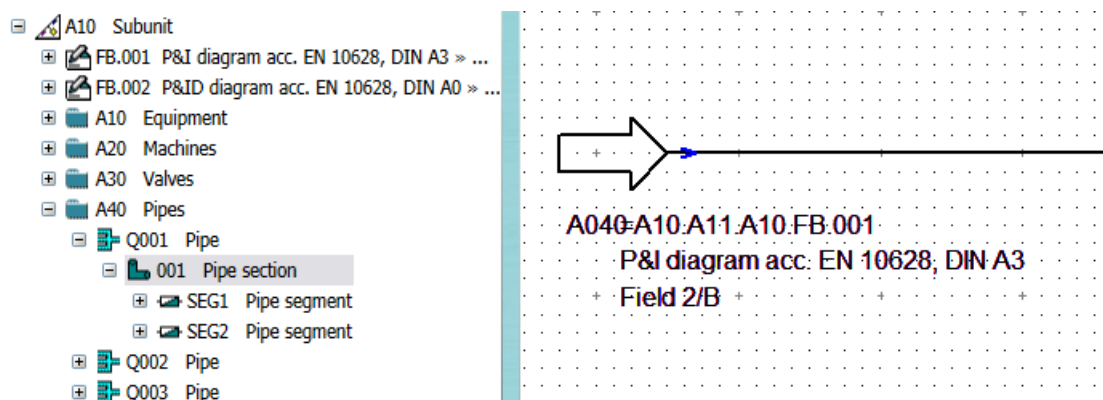 A10 Subunit
FB.001 P&I diagram acc. EN 10628, DIN A3 » ...
FB.002 P&ID diagram acc. EN 10628, DIN A0 » ...
A10 Equipment
A20 Machines
A30 Valves
A40 Pipes
Q001 Pipe
001 Pipe section
SEG1 Pipe segment
SEG2 Pipe segment
Q002 Pipe
Q003 Pipe
A040=A10.A11.A10.FB.001
P&I diagram acc. EN 10628, DIN A3
Field 2/B